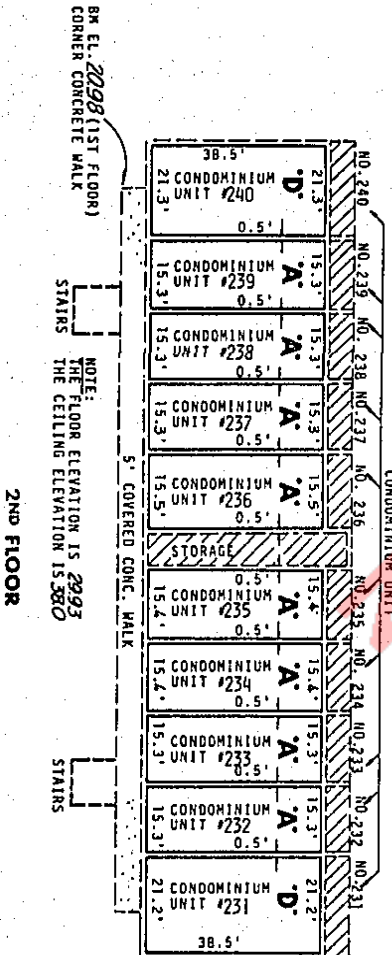 CONDOMINIUM UNIT
NO. 240
NO. 239
NO. 238
NO. 237
NO. 236
NO. 235
NO. 234
NO. 233
NO. 232
NO. 231
38.5'
21.3'
CONDOMINIUM
UNIT #240
"D"
21.3'
0.5'
15.3'
CONDOMINIUM
UNIT #239
"A"
15.3'
0.5'
15.3'
CONDOMINIUM
UNIT #238
"A"
15.3'
0.5'
15.3'
CONDOMINIUM
UNIT #237
"A"
15.3'
0.5'
15.5'
CONDOMINIUM
UNIT #236
"A"
15.5'
0.5'
STORAGE
0.5'
15.4'
CONDOMINIUM
UNIT #235
"A"
15.4'
0.5'
15.4'
CONDOMINIUM
UNIT #234
"A"
15.4'
0.5'
15.3'
CONDOMINIUM
UNIT #233
"A"
15.3'
0.5'
15.3'
CONDOMINIUM
UNIT #232
"A"
15.3'
0.5'
21.2'
CONDOMINIUM
UNIT #231
"D"
21.2'
38.5'
5' COVERED CONC. WALK
BM EL. 20.98 (1ST FLOOR)
CORNER CONCRETE WALK
STAIRS
STAIRS
NOTE:
THE FLOOR ELEVATION IS 29.93
THE CEILING ELEVATION IS 38.0
2ND FLOOR